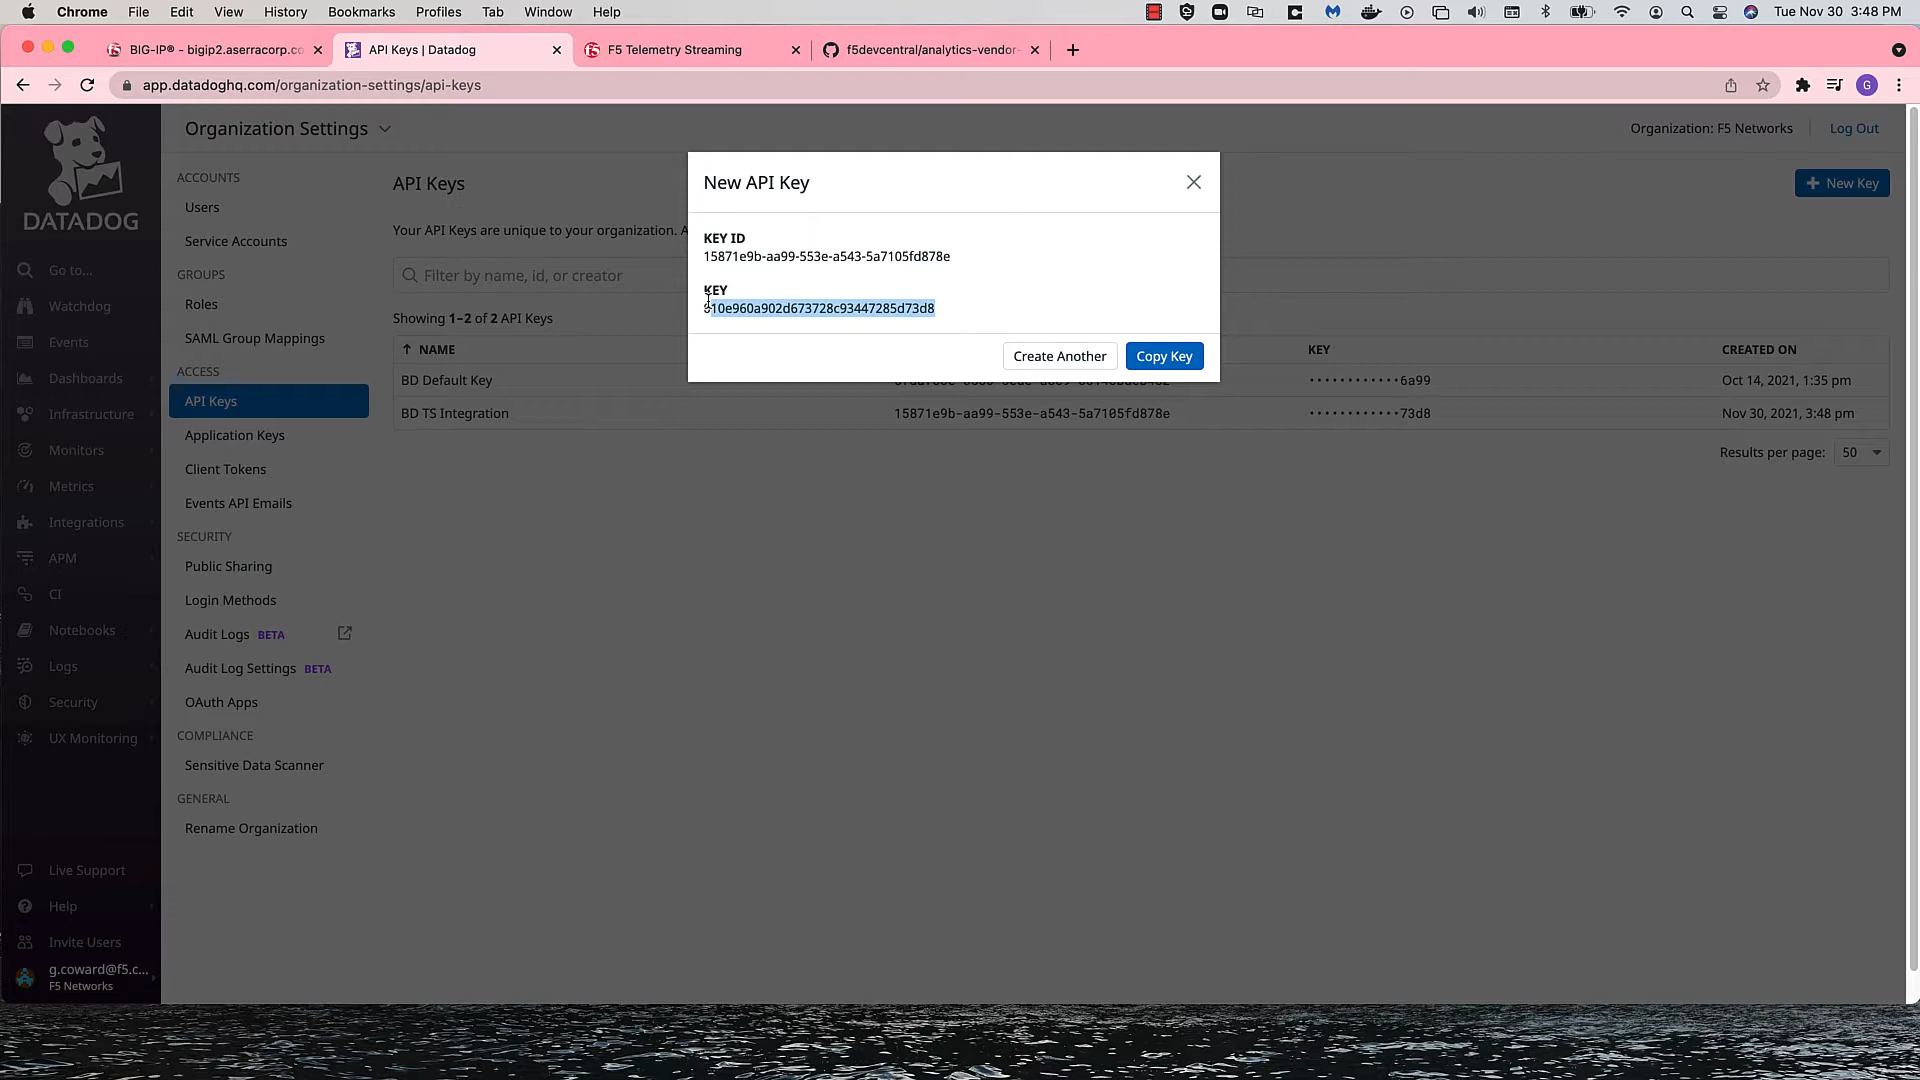 Chrome File Edit View History Bookmarks Profiles Tab Window Help Tue Nov 30 3:48 PM
BIG-IP® - bigip2.aserracorp.co API Keys | Datadog F5 Telemetry Streaming f5devcentral/analytics-vendor-
app.datadoghq.com/organization-settings/api-keys G
DATADOG
Go to...
Watchdog
Events
Dashboards
Infrastructure
Monitors
Metrics
Integrations
APM
CI
Notebooks
Logs
Security
UX Monitoring
Live Support
Help
Invite Users
g.coward@f5.c...
F5 Networks
Organization Settings
Organization: F5 Networks Log Out
ACCOUNTS
Users
Service Accounts
GROUPS
Roles
SAML Group Mappings
ACCESS
API Keys
Application Keys
Client Tokens
Events API Emails
SECURITY
Public Sharing
Login Methods
Audit Logs BETA
Audit Log Settings BETA
OAuth Apps
COMPLIANCE
Sensitive Data Scanner
GENERAL
Rename Organization
API Keys
+ New Key
Your API Keys are unique to your organization.
Filter by name, id, or creator
Showing 1–2 of 2 API Keys
NAME KEY CREATED ON
BD Default Key ············6a99 Oct 14, 2021, 1:35 pm
BD TS Integration 15871e9b-aa99-553e-a543-5a7105fd878e ············73d8 Nov 30, 2021, 3:48 pm
Results per page: 50
New API Key
KEY ID
15871e9b-aa99-553e-a543-5a7105fd878e
KEY
10e960a902d673728c93447285d73d8
Create Another Copy Key